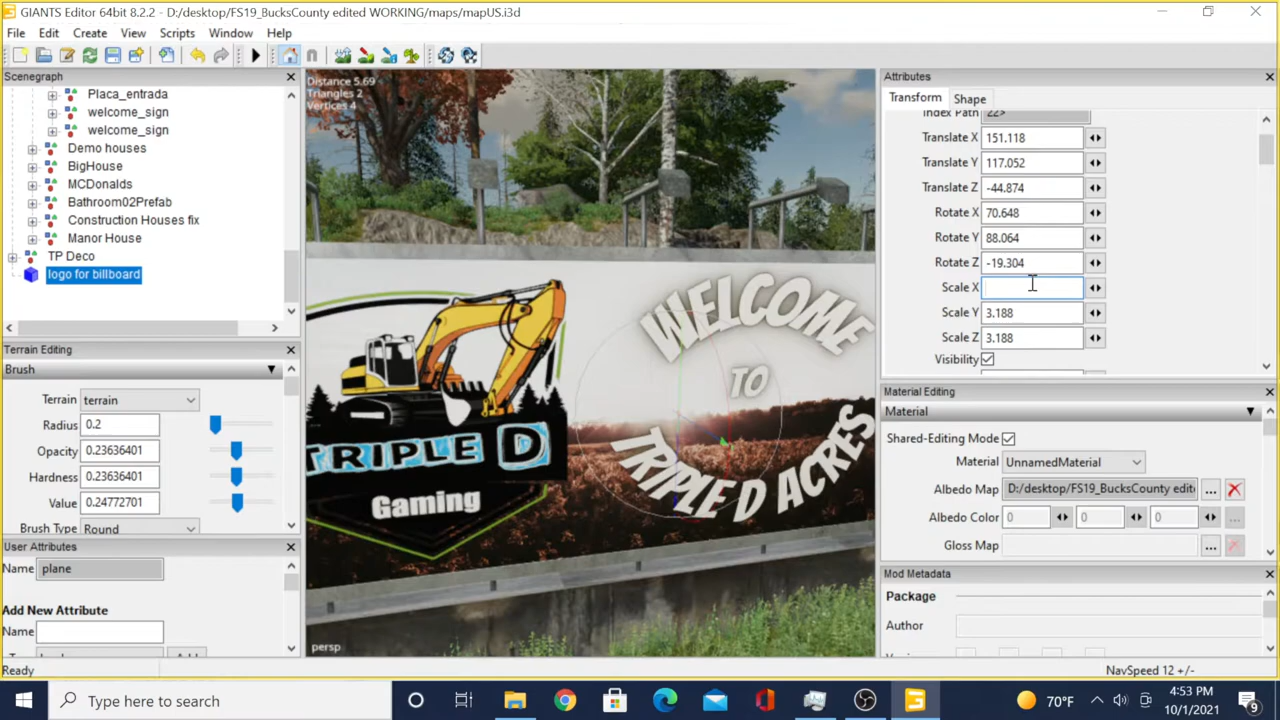 GIANTS Editor 64bit 8.2.2 - D:/desktop/FS19_BucksCounty edited WORKING/maps/mapUS.i3d
File Edit Create View Scripts Window Help
Scenegraph
Placa_entrada
welcome_sign
welcome_sign
Demo houses
BigHouse
MCDonalds
Bathroom02Prefab
Construction Houses fix
Manor House
TP Deco
logo for billboard
Terrain Editing
Brush
Terrain terrain
Radius 0.2
Opacity 0.23636401
Hardness 0.23636401
Value 0.24772701
Brush Type Round
User Attributes
Name plane
Add New Attribute
Name
Ready
Distance 5.69
Triangles 2
Vertices 4
WELCOME
TO
TRIPLE D ACRES
TRIPLE D
Gaming
persp
Attributes
Transform Shape
Index Path 22>
Translate X 151.118
Translate Y 117.052
Translate Z -44.874
Rotate X 70.648
Rotate Y 88.064
Rotate Z -19.304
Scale X
Scale Y 3.188
Scale Z 3.188
Visibility
Material Editing
Material
Shared-Editing Mode
Material UnnamedMaterial
Albedo Map D:/desktop/FS19_BucksCounty edite ...
Albedo Color 0 0 0 ...
Gloss Map ...
Mod Metadata
Package
Author
NavSpeed 12 +/-
Type here to search
70°F
4:53 PM
10/1/2021
9